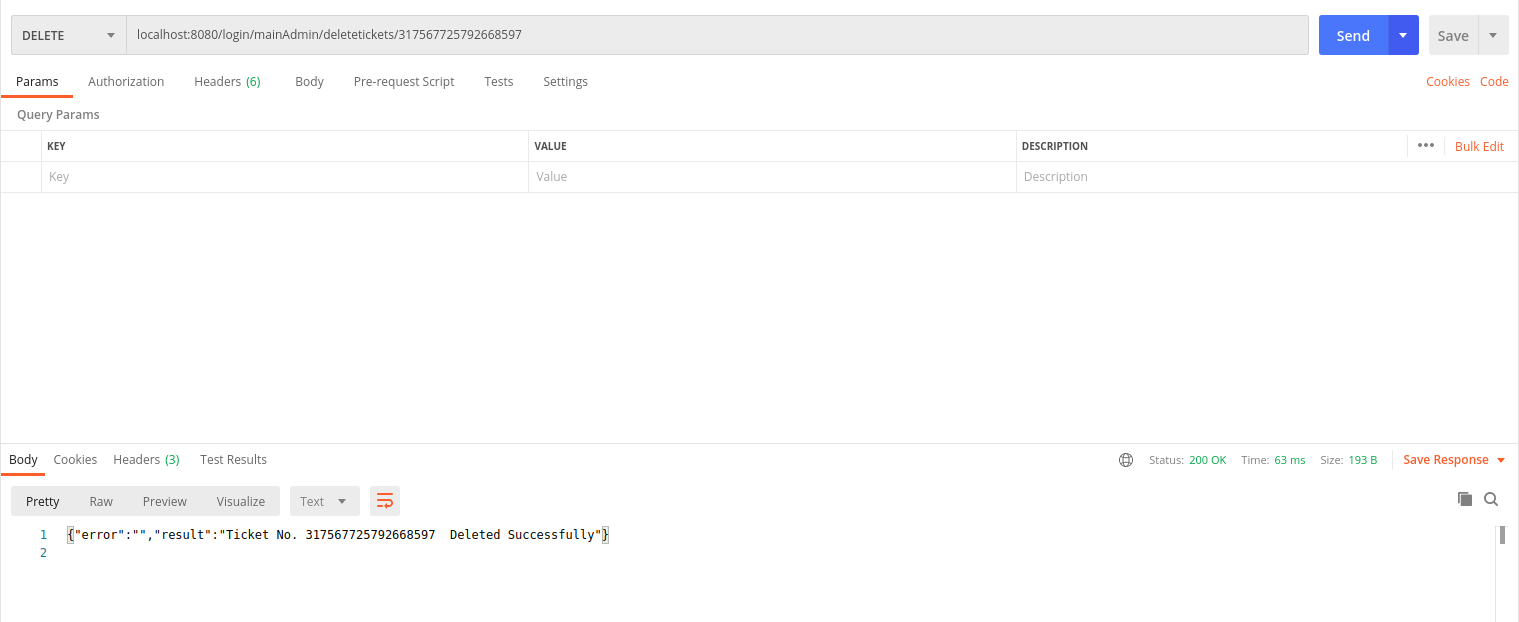 DELETE localhost:8080/login/mainAdmin/deletetickets/317567725792668597 Send Save
Params Authorization Headers (6) Body Pre-request Script Tests Settings Cookies Code
Query Params
KEY VALUE DESCRIPTION ••• Bulk Edit
Key Value Description
Body Cookies Headers (3) Test Results Status: 200 OK Time: 63 ms Size: 193 B Save Response
Pretty Raw Preview Visualize Text
1 {"error":"","result":"Ticket No. 317567725792668597  Deleted Successfully"}
2